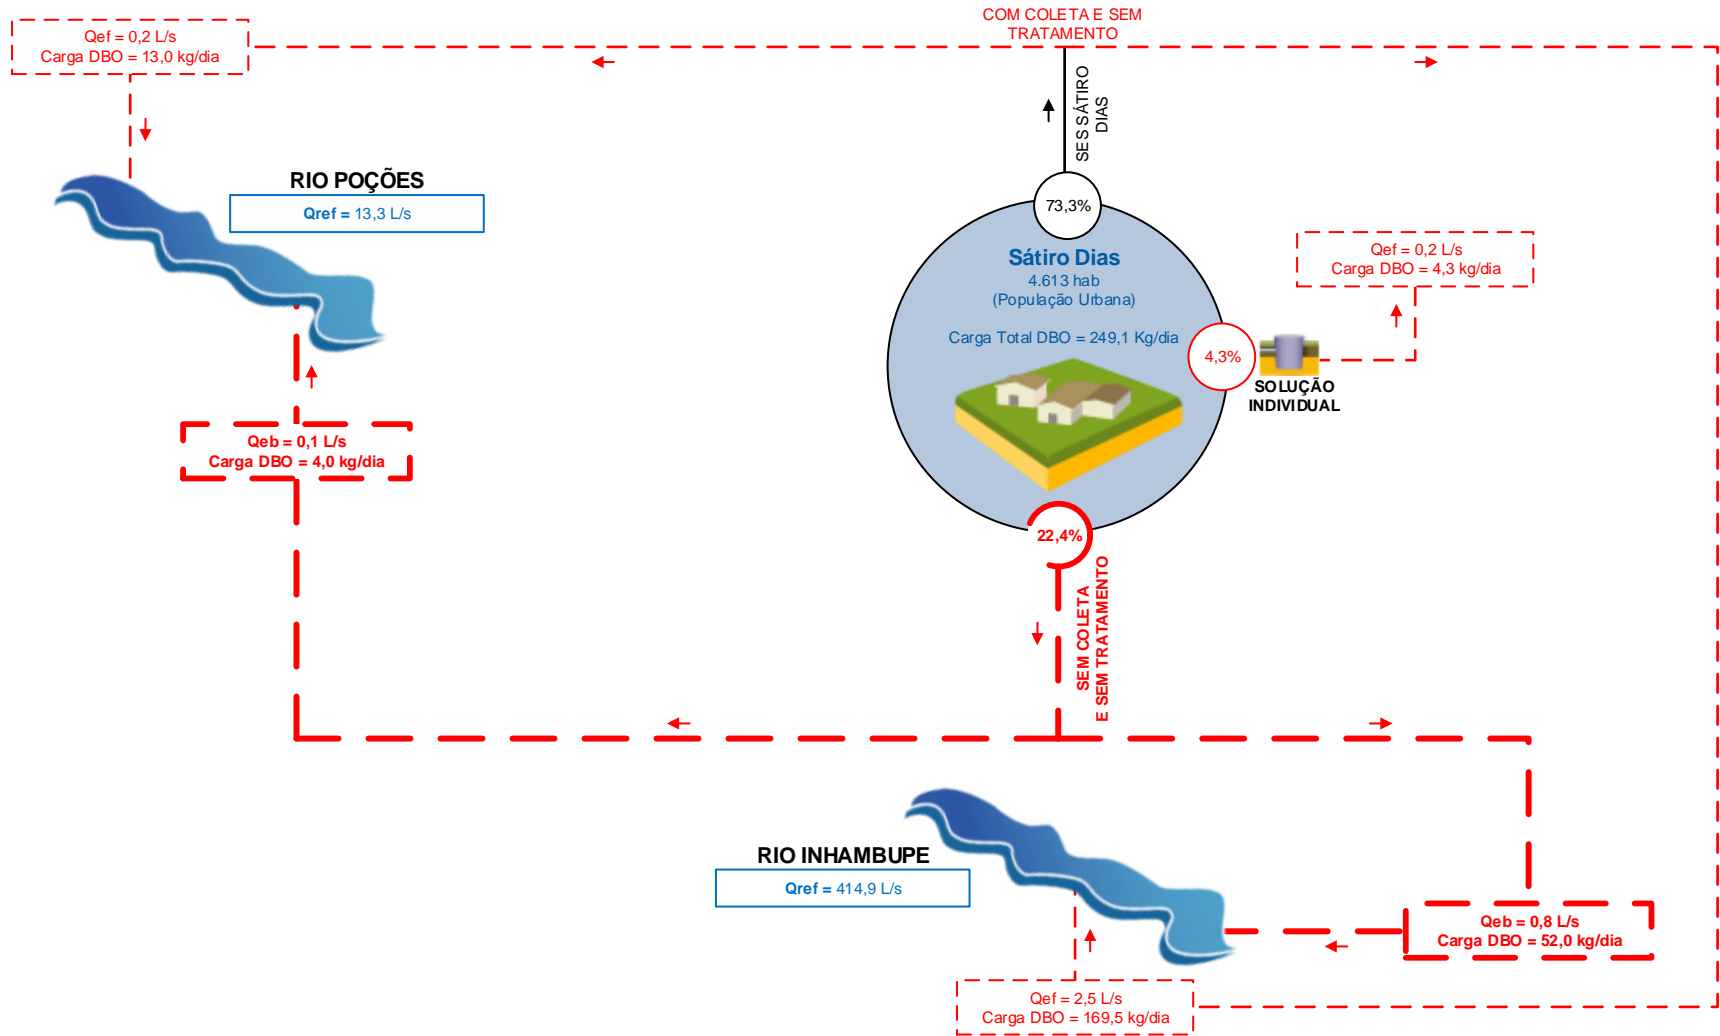 COM COLETA E SEM
TRATAMENTO
Qef = 0,2 L/s
Carga DBO = 13,0 kg/dia
SES SÁTIRO
DIAS
RIO POÇÕES
Qref = 13,3 L/s
73,3%
Sátiro Dias
4.613 hab
(População Urbana)
Carga Total DBO = 249,1 Kg/dia
Qef = 0,2 L/s
Carga DBO = 4,3 kg/dia
4,3%
SOLUÇÃO
INDIVIDUAL
Qeb = 0,1 L/s
Carga DBO = 4,0 kg/dia
22,4%
SEM COLETA
E SEM TRATAMENTO
RIO INHAMBUPE
Qref = 414,9 L/s
Qeb = 0,8 L/s
Carga DBO = 52,0 kg/dia
Qef = 2,5 L/s
Carga DBO = 169,5 kg/dia